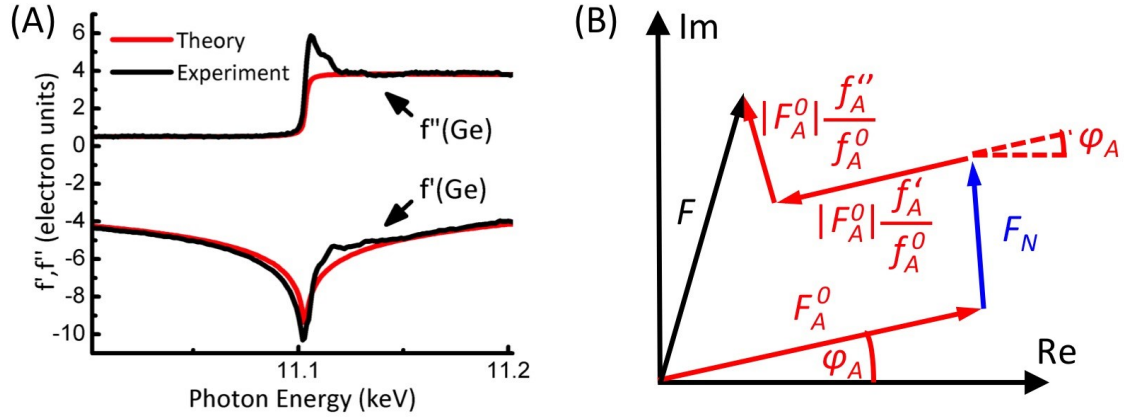 (A)
6
4
2
0
-2
-4
-6
-8
-10
f',f'' (electron units)
Theory
Experiment
f''(Ge)
f'(Ge)
11.1
11.2
Photon Energy (keV)
(B)
Im
|F_A^0| f_A''/f_A^0
φ_A
F
|F_A^0| f_A'/f_A^0
F_N
F_A^0
φ_A
Re